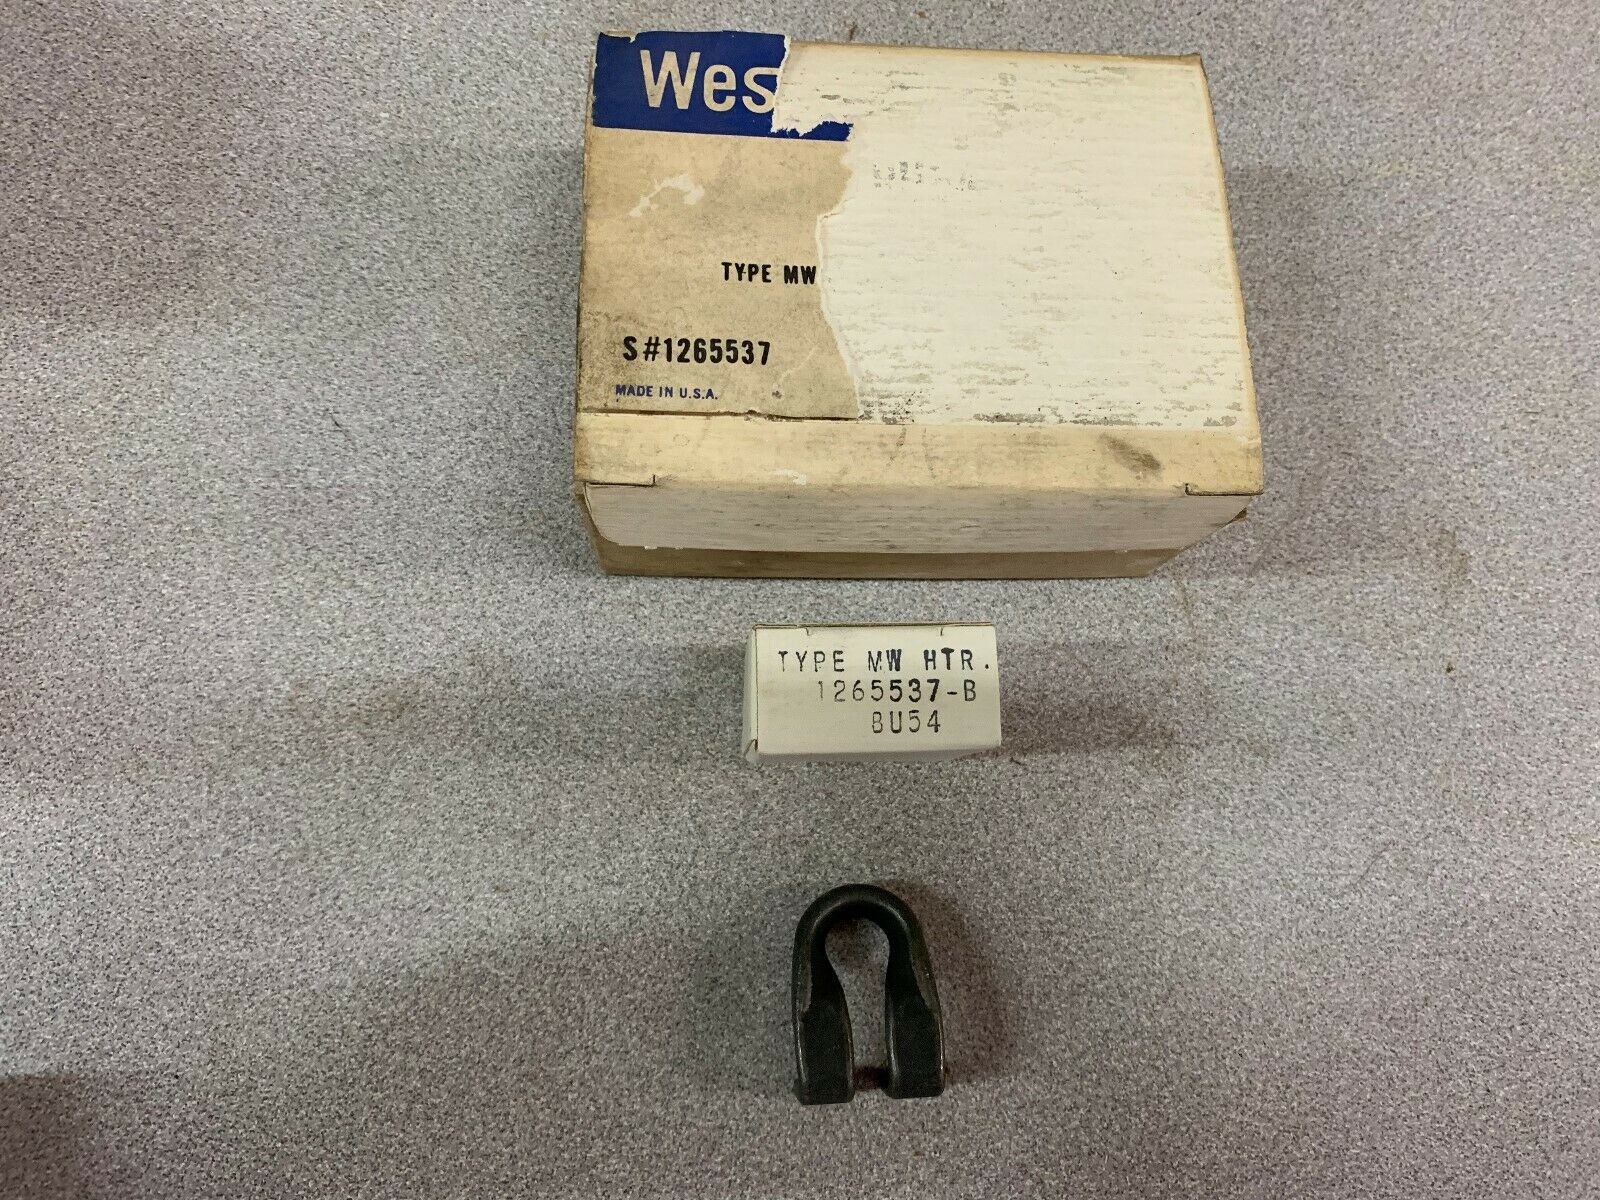 Wes
TYPE MW
S#1265537
MADE IN U.S.A.
TYPE MW HTR.
1265537-B
BU54